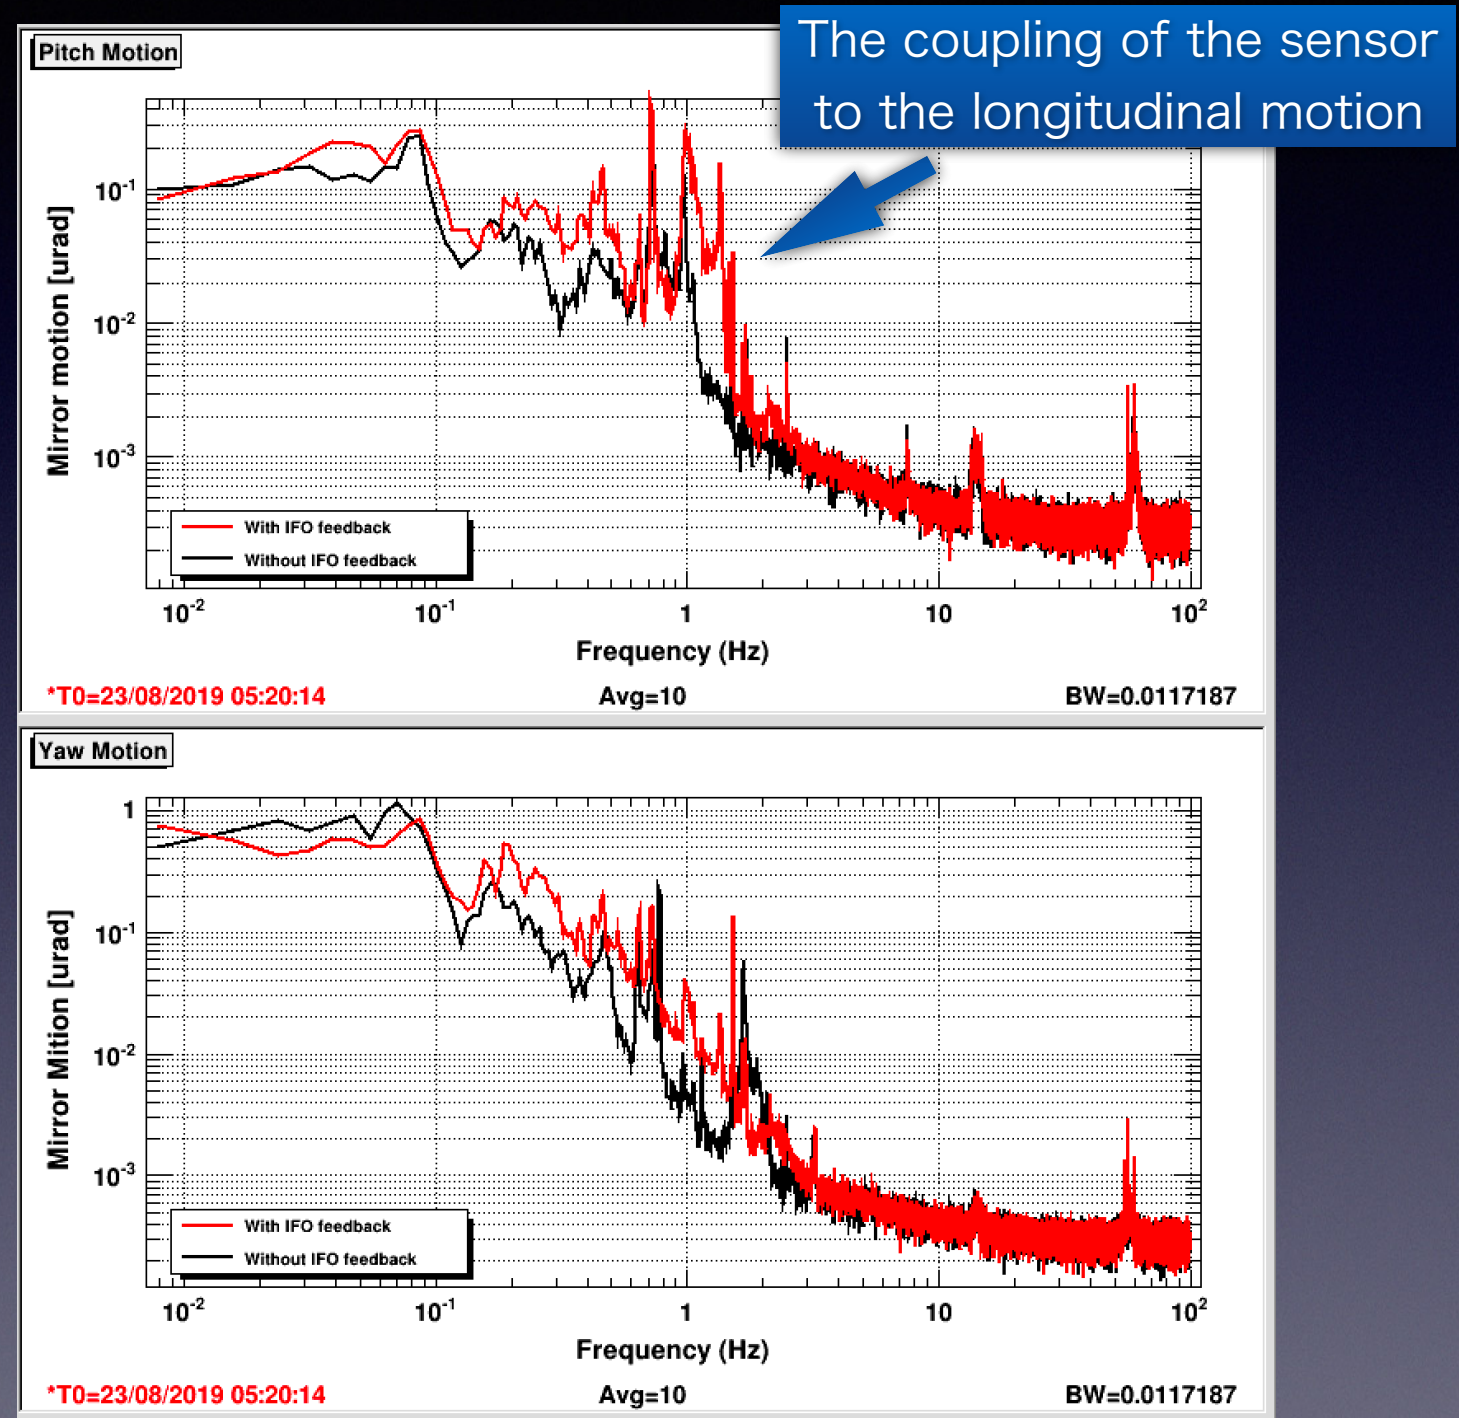 The coupling of the sensor
to the longitudinal motion
Pitch Motion
Mirror motion [urad]
10-1
10-2
10-3
With IFO feedback
Without IFO feedback
10-2 10-1 1 10 102
Frequency (Hz)
*T0=23/08/2019 05:20:14 Avg=10 BW=0.0117187
Yaw Motion
Mirror Mition [urad]
1
10-1
10-2
10-3
With IFO feedback
Without IFO feedback
10-2 10-1 1 10 102
Frequency (Hz)
*T0=23/08/2019 05:20:14 Avg=10 BW=0.0117187